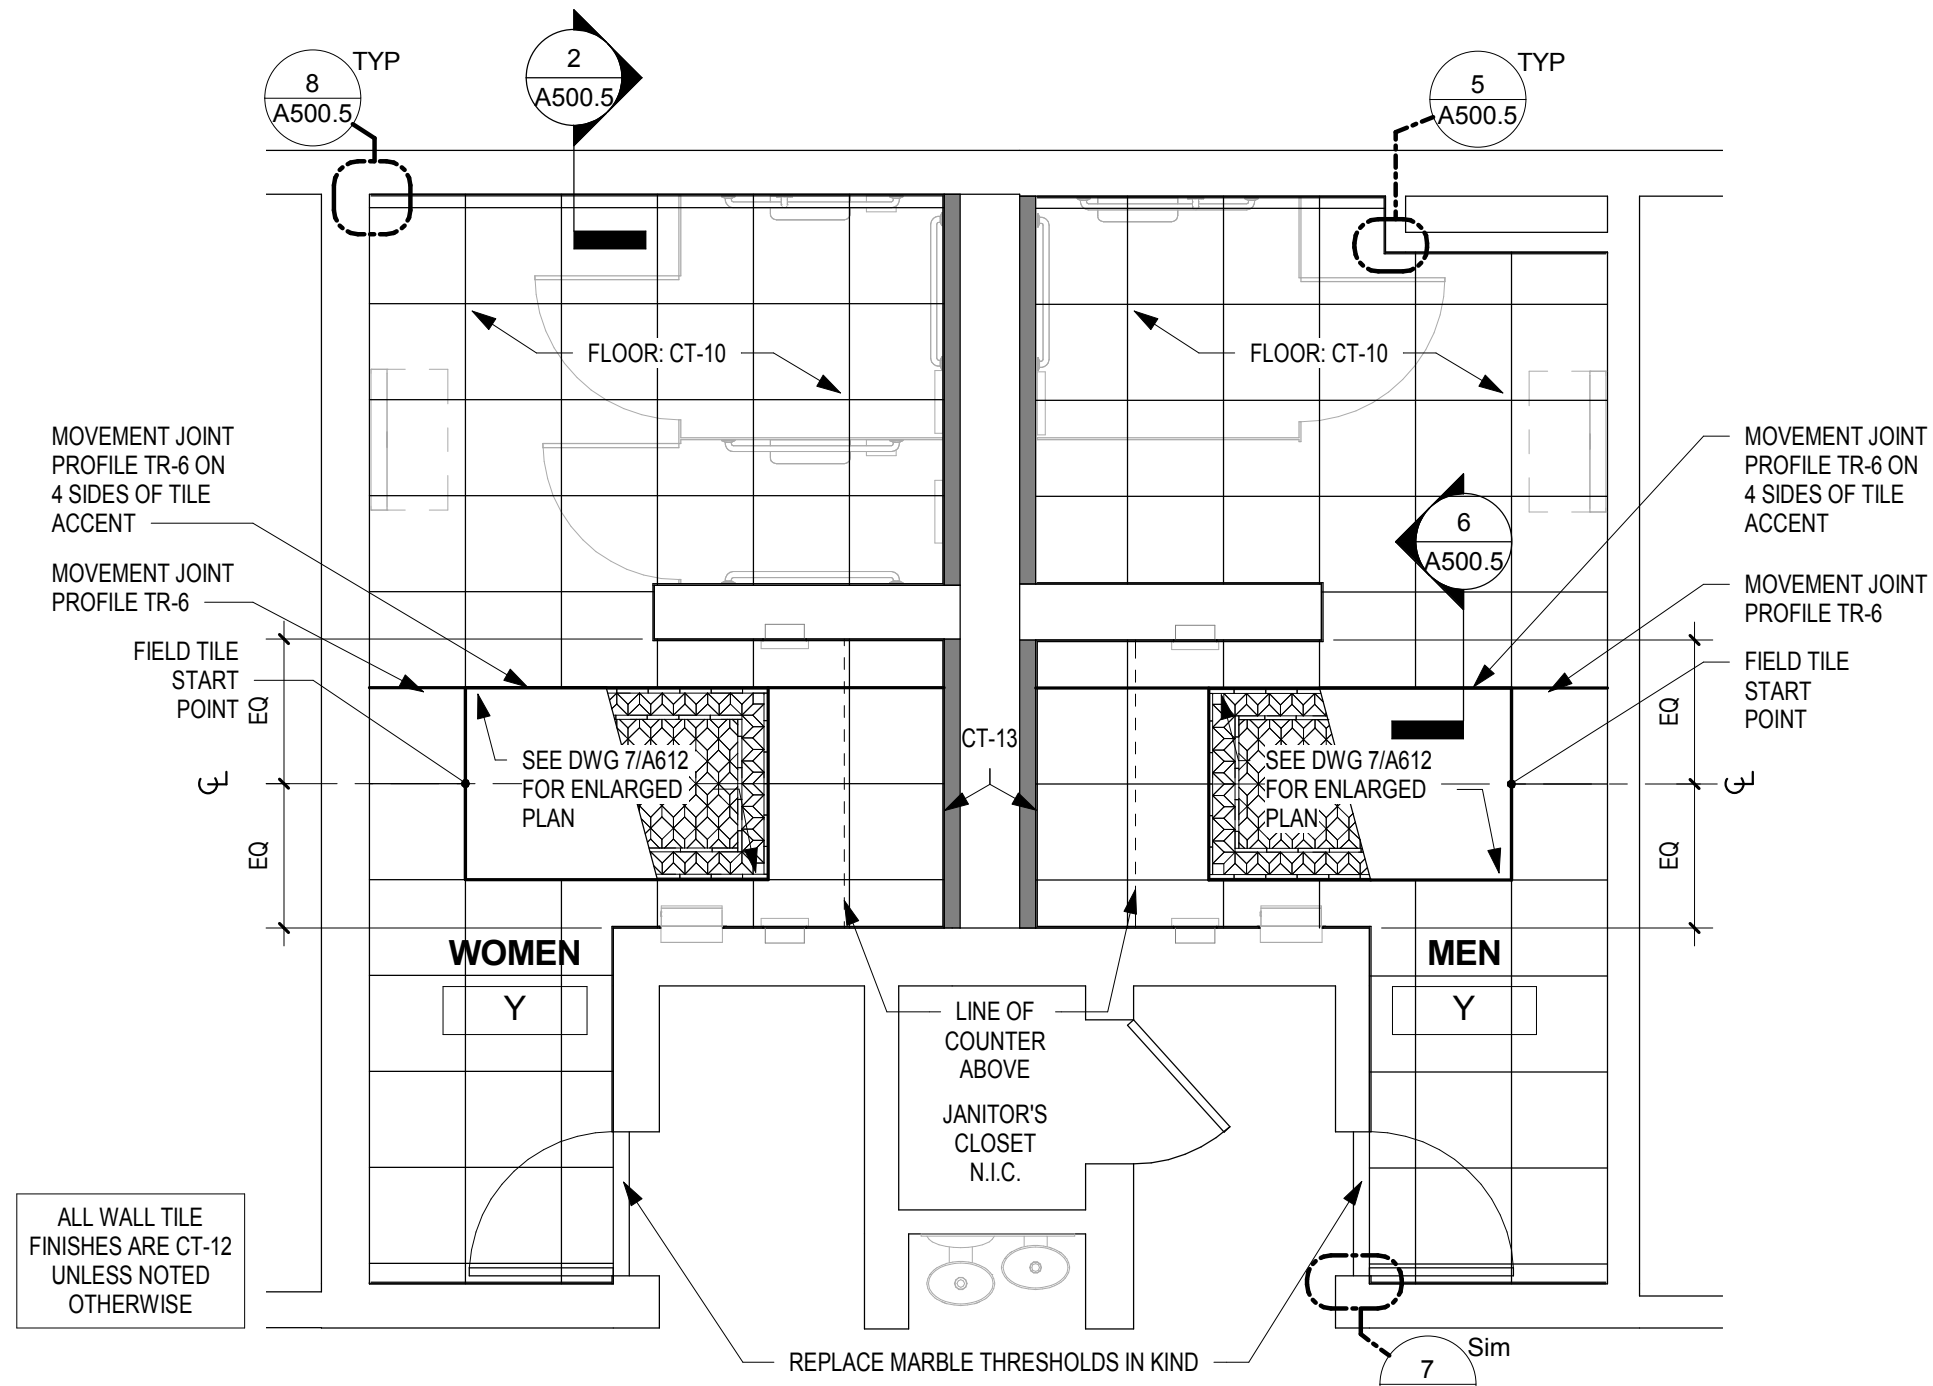 8
A500.5
TYP
2
A500.5
5
A500.5
TYP
FLOOR: CT-10
FLOOR: CT-10
MOVEMENT JOINT
PROFILE TR-6 ON
4 SIDES OF TILE
ACCENT
MOVEMENT JOINT
PROFILE TR-6
FIELD TILE
START
POINT
EQ
EQ
CL
MOVEMENT JOINT
PROFILE TR-6 ON
4 SIDES OF TILE
ACCENT
6
A500.5
MOVEMENT JOINT
PROFILE TR-6
FIELD TILE
START
POINT
EQ
EQ
CL
CT-13
SEE DWG 7/A612
FOR ENLARGED
PLAN
SEE DWG 7/A612
FOR ENLARGED
PLAN
WOMEN
Y
MEN
Y
LINE OF
COUNTER
ABOVE
JANITOR'S
CLOSET
N.I.C.
ALL WALL TILE
FINISHES ARE CT-12
UNLESS NOTED
OTHERWISE
REPLACE MARBLE THRESHOLDS IN KIND
7
Sim